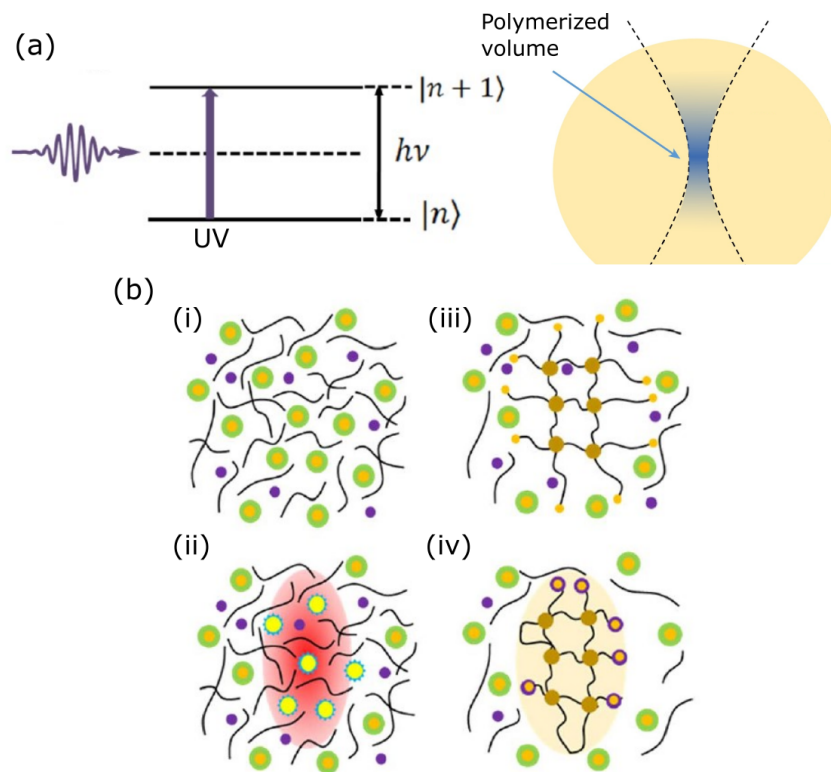 (a)
Polymerized
volume
|n + 1⟩
hν
|n⟩
UV
(b)
(i)
(iii)
(ii)
(iv)